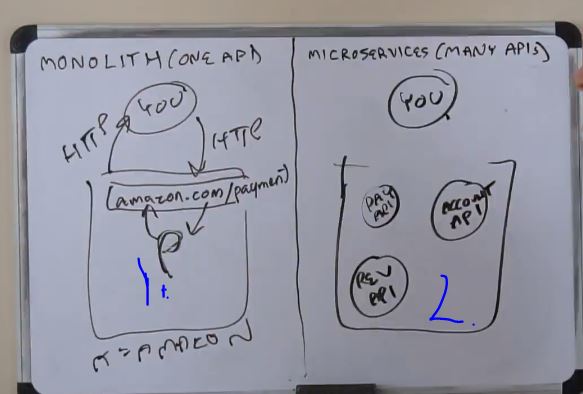 MONOLITH (ONE API)
YOU
HTTP
HTTP
(amazon.com/payment)
1.
= AMAZON
MICROSERVICES (MANY APIs)
YOU
PAY
API
ACCOUNT
API
REV
API
2.